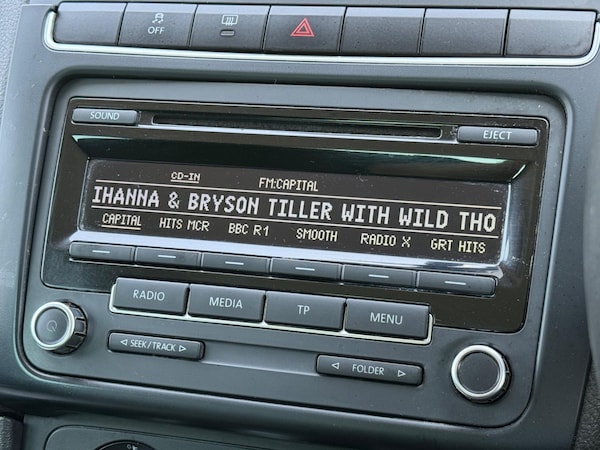 OFF
SOUND
EJECT
CD-IN
FM:CAPITAL
IHANNA & BRYSON TILLER WITH WILD THO
CAPITAL HITS MCR BBC R1 SMOOTH RADIO X GRT HITS
RADIO MEDIA TP MENU
SEEK/TRACK
FOLDER